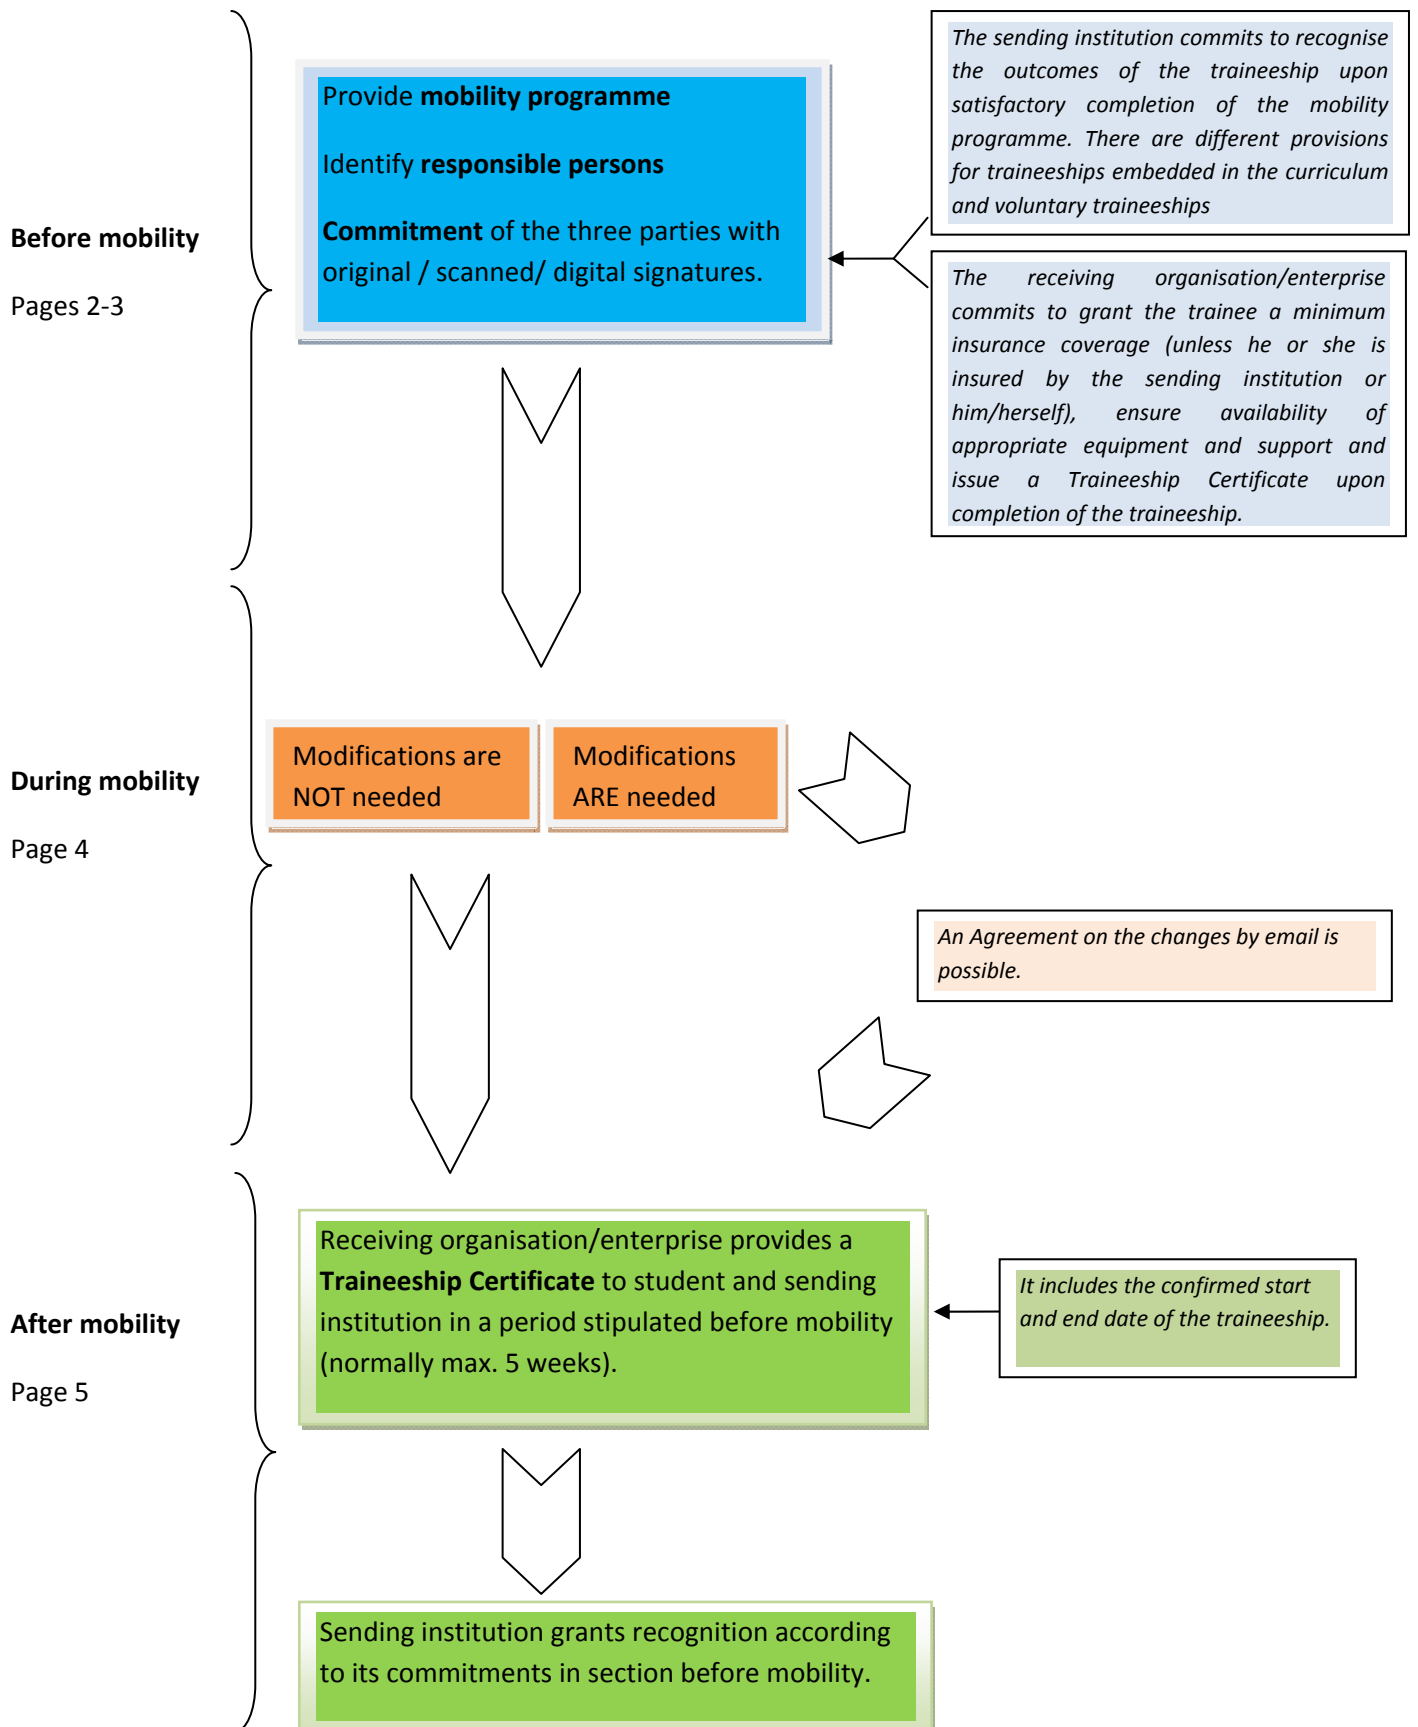 Before mobility
Pages 2-3
Provide mobility programme
Identify responsible persons
Commitment of the three parties with
original / scanned/ digital signatures.
The sending institution commits to recognise
the outcomes of the traineeship upon
satisfactory completion of the mobility
programme. There are different provisions
for traineeships embedded in the curriculum
and voluntary traineeships
The receiving organisation/enterprise
commits to grant the trainee a minimum
insurance coverage (unless he or she is
insured by the sending institution or
him/herself), ensure availability of
appropriate equipment and support and
issue a Traineeship Certificate upon
completion of the traineeship.
During mobility
Page 4
Modifications are
NOT needed
Modifications
ARE needed
An Agreement on the changes by email is
possible.
After mobility
Page 5
Receiving organisation/enterprise provides a
Traineeship Certificate to student and sending
institution in a period stipulated before mobility
(normally max. 5 weeks).
It includes the confirmed start
and end date of the traineeship.
Sending institution grants recognition according
to its commitments in section before mobility.